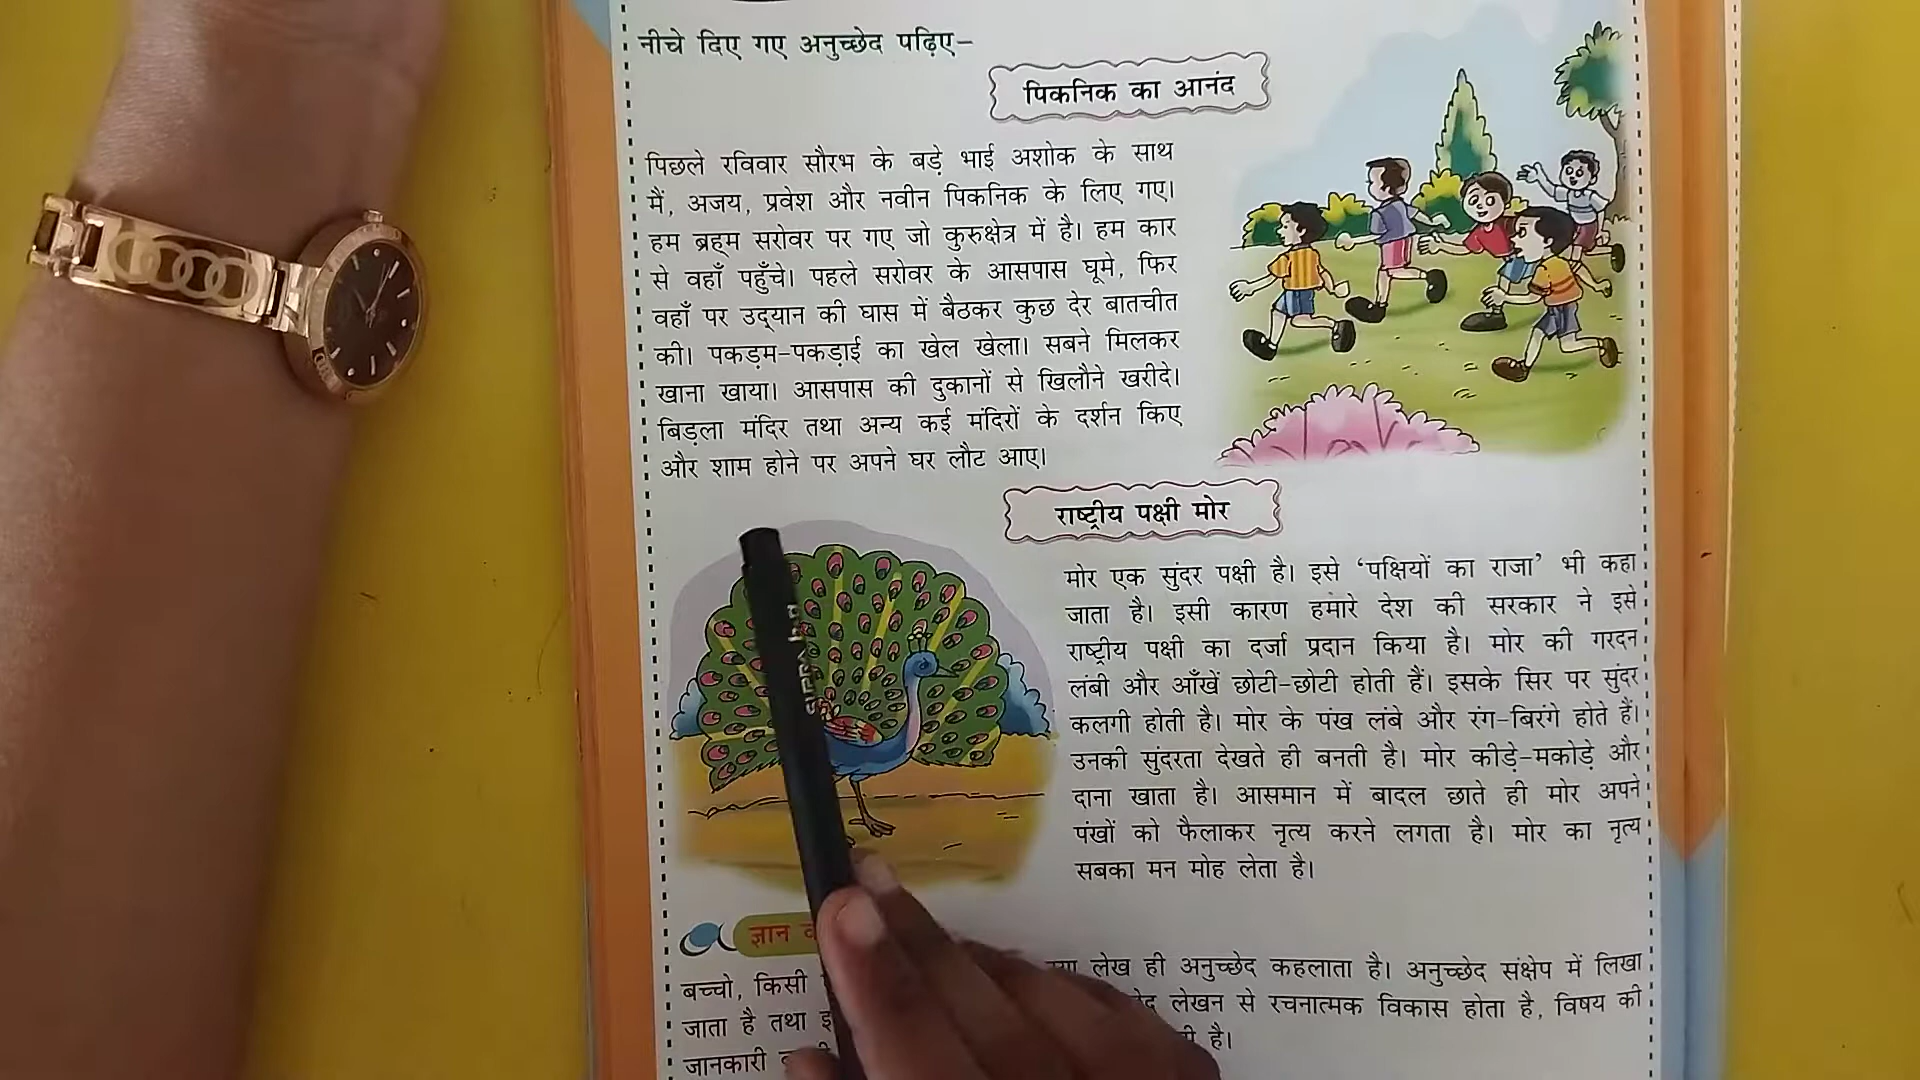 नीचे दिए गए अनुच्छेद पढ़िए–
पिकनिक का आनंद
पिछले रविवार सौरभ के बड़े भाई अशोक के साथ
मैं, अजय, प्रवेश और नवीन पिकनिक के लिए गए।
हम ब्रह्म सरोवर पर गए जो कुरुक्षेत्र में है। हम कार
से वहाँ पहुँचे। पहले सरोवर के आसपास घूमे, फिर
वहाँ पर उद्‌यान की घास में बैठकर कुछ देर बातचीत
की। पकड़म-पकड़ाई का खेल खेला। सबने मिलकर
खाना खाया। आसपास की दुकानों से खिलौने खरीदे।
बिड़ला मंदिर तथा अन्य कई मंदिरों के दर्शन किए
और शाम होने पर अपने घर लौट आए।
राष्ट्रीय पक्षी मोर
मोर एक सुंदर पक्षी है। इसे ‘पक्षियों का राजा’ भी कहा
जाता है। इसी कारण हमारे देश की सरकार ने इसे
राष्ट्रीय पक्षी का दर्जा प्रदान किया है। मोर की गरदन
लंबी और आँखें छोटी-छोटी होती हैं। इसके सिर पर सुंदर
कलगी होती है। मोर के पंख लंबे और रंग-बिरंगे होते हैं।
उनकी सुंदरता देखते ही बनती है। मोर कीड़े-मकोड़े और
दाना खाता है। आसमान में बादल छाते ही मोर अपने
पंखों को फैलाकर नृत्य करने लगता है। मोर का नृत्य
सबका मन मोह लेता है।
ज्ञान
बच्चो, किसी लेख ही अनुच्छेद कहलाता है। अनुच्छेद संक्षेप में लिखा
जाता है तथा लेखन से रचनात्मक विकास होता है, विषय की
जानकारी है।